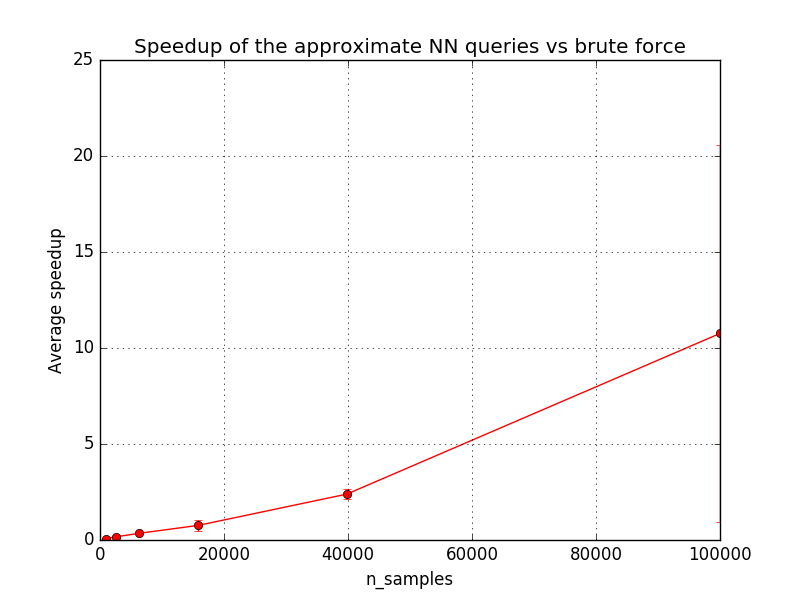 Speedup of the approximate NN queries vs brute force
25
20
15
10
5
0
Average speedup
0 20000 40000 60000 80000 100000
n_samples